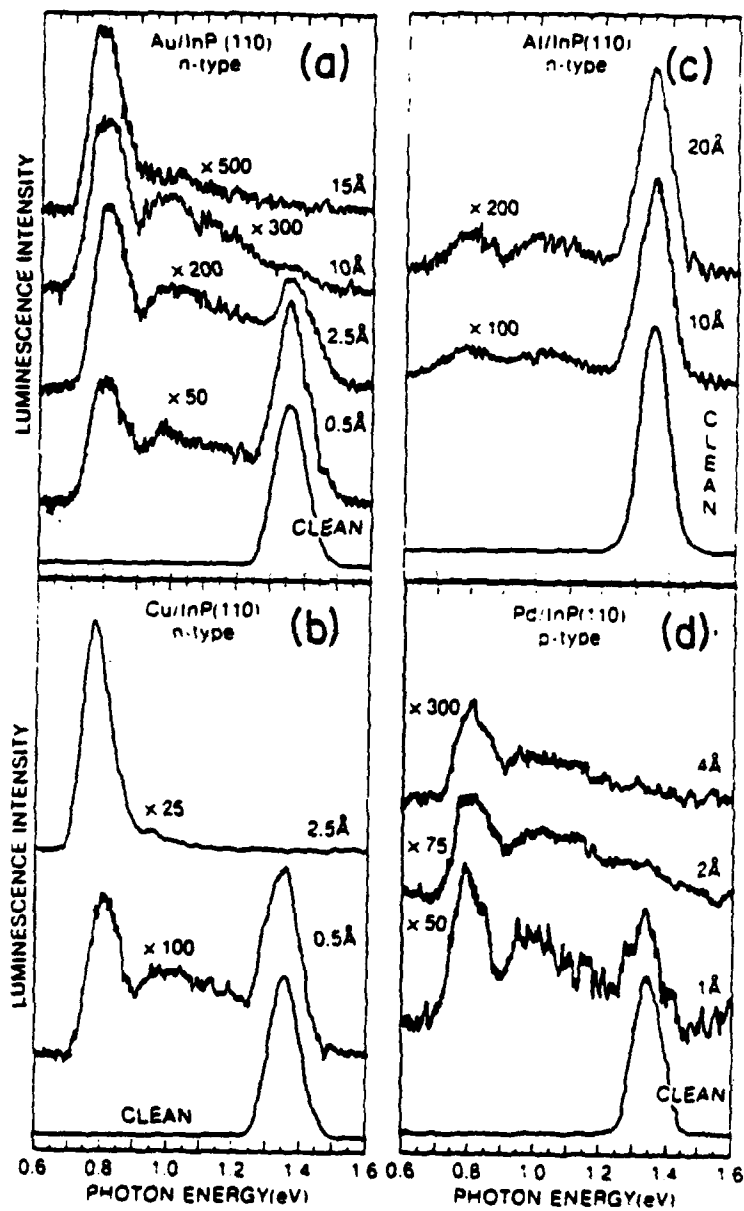 Au/InP (110)
n-type
(a)
× 500
15Å
× 300
10Å
× 200
2.5Å
× 50
0.5Å
CLEAN
LUMINESCENCE INTENSITY
Al/InP(110)
n-type
(c)
20Å
× 200
10Å
× 100
CLEAN
Cu/InP(110)
n-type
(b)
× 25
2.5Å
× 100
0.5Å
CLEAN
LUMINESCENCE INTENSITY
0.6 0.8 1.0 1.2 1.4 1.6
PHOTON ENERGY(eV)
Pd/InP(110)
p-type
(d)
× 300
4Å
× 75
2Å
× 50
1Å
CLEAN
0.6 0.8 1.0 1.2 1.4 1.6
PHOTON ENERGY(eV)